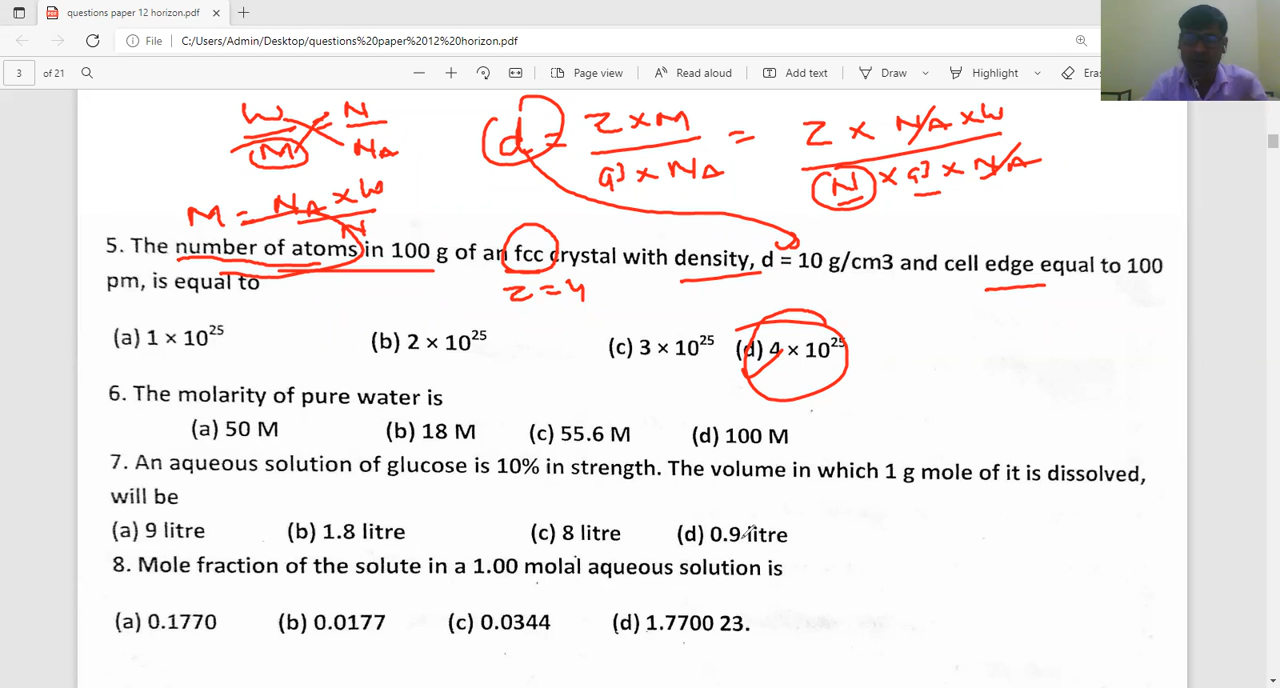 questions paper 12 horizon.pdf
File C:/Users/Admin/Desktop/questions%20paper%2012%20horizon.pdf
3 of 21 Page view Read aloud Add text Draw Highlight Eras
W/M = N/NA
d = Z × M / a3 × NA = Z × NA × W / N × a3 × NA
M = NA × W / N
5. The number of atoms in 100 g of an fcc crystal with density, d = 10 g/cm3 and cell edge equal to 100
pm, is equal to
z = 4
(a) 1 × 10²⁵ (b) 2 × 10²⁵ (c) 3 × 10²⁵ (d) 4 × 10²⁵
6. The molarity of pure water is
(a) 50 M (b) 18 M (c) 55.6 M (d) 100 M
7. An aqueous solution of glucose is 10% in strength. The volume in which 1 g mole of it is dissolved,
will be
(a) 9 litre (b) 1.8 litre (c) 8 litre (d) 0.9 litre
8. Mole fraction of the solute in a 1.00 molal aqueous solution is
(a) 0.1770 (b) 0.0177 (c) 0.0344 (d) 1.7700 23.